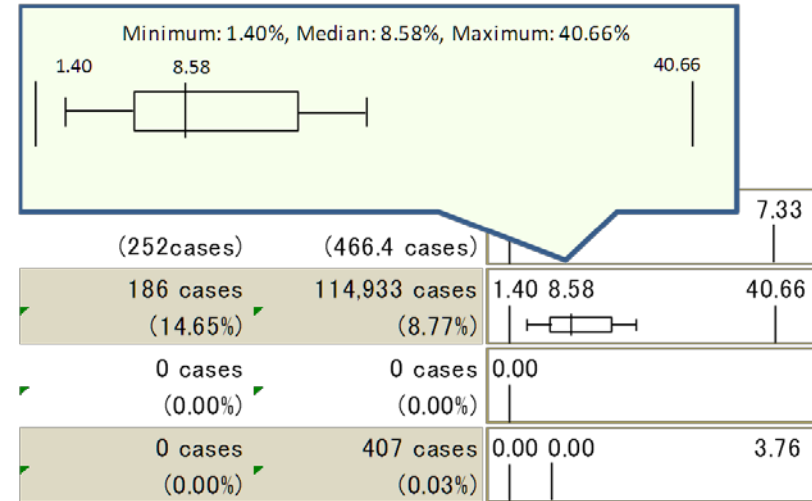 Minimum: 1.40%, Median: 8.58%, Maximum: 40.66%
1.40 8.58 40.66
7.33
(252cases) (466.4 cases)
186 cases 114,933 cases 1.40 8.58 40.66
(14.65%) (8.77%)
0 cases 0 cases 0.00
(0.00%) (0.00%)
0 cases 407 cases 0.00 0.00 3.76
(0.00%) (0.03%)